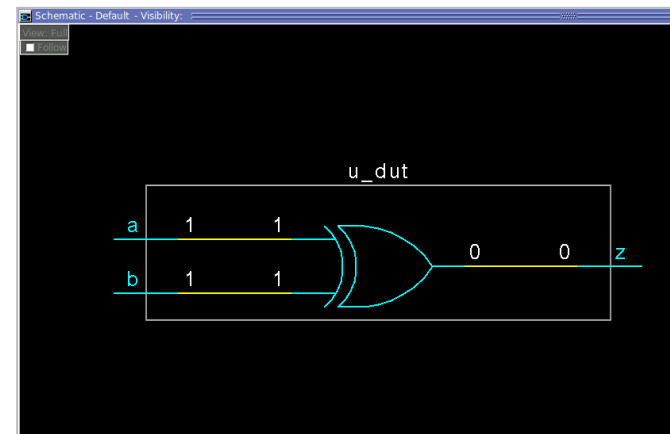 Schematic - Default - Visibility:
View: Full
Follow
u_dut
a 1 1
0 0 z
b 1 1